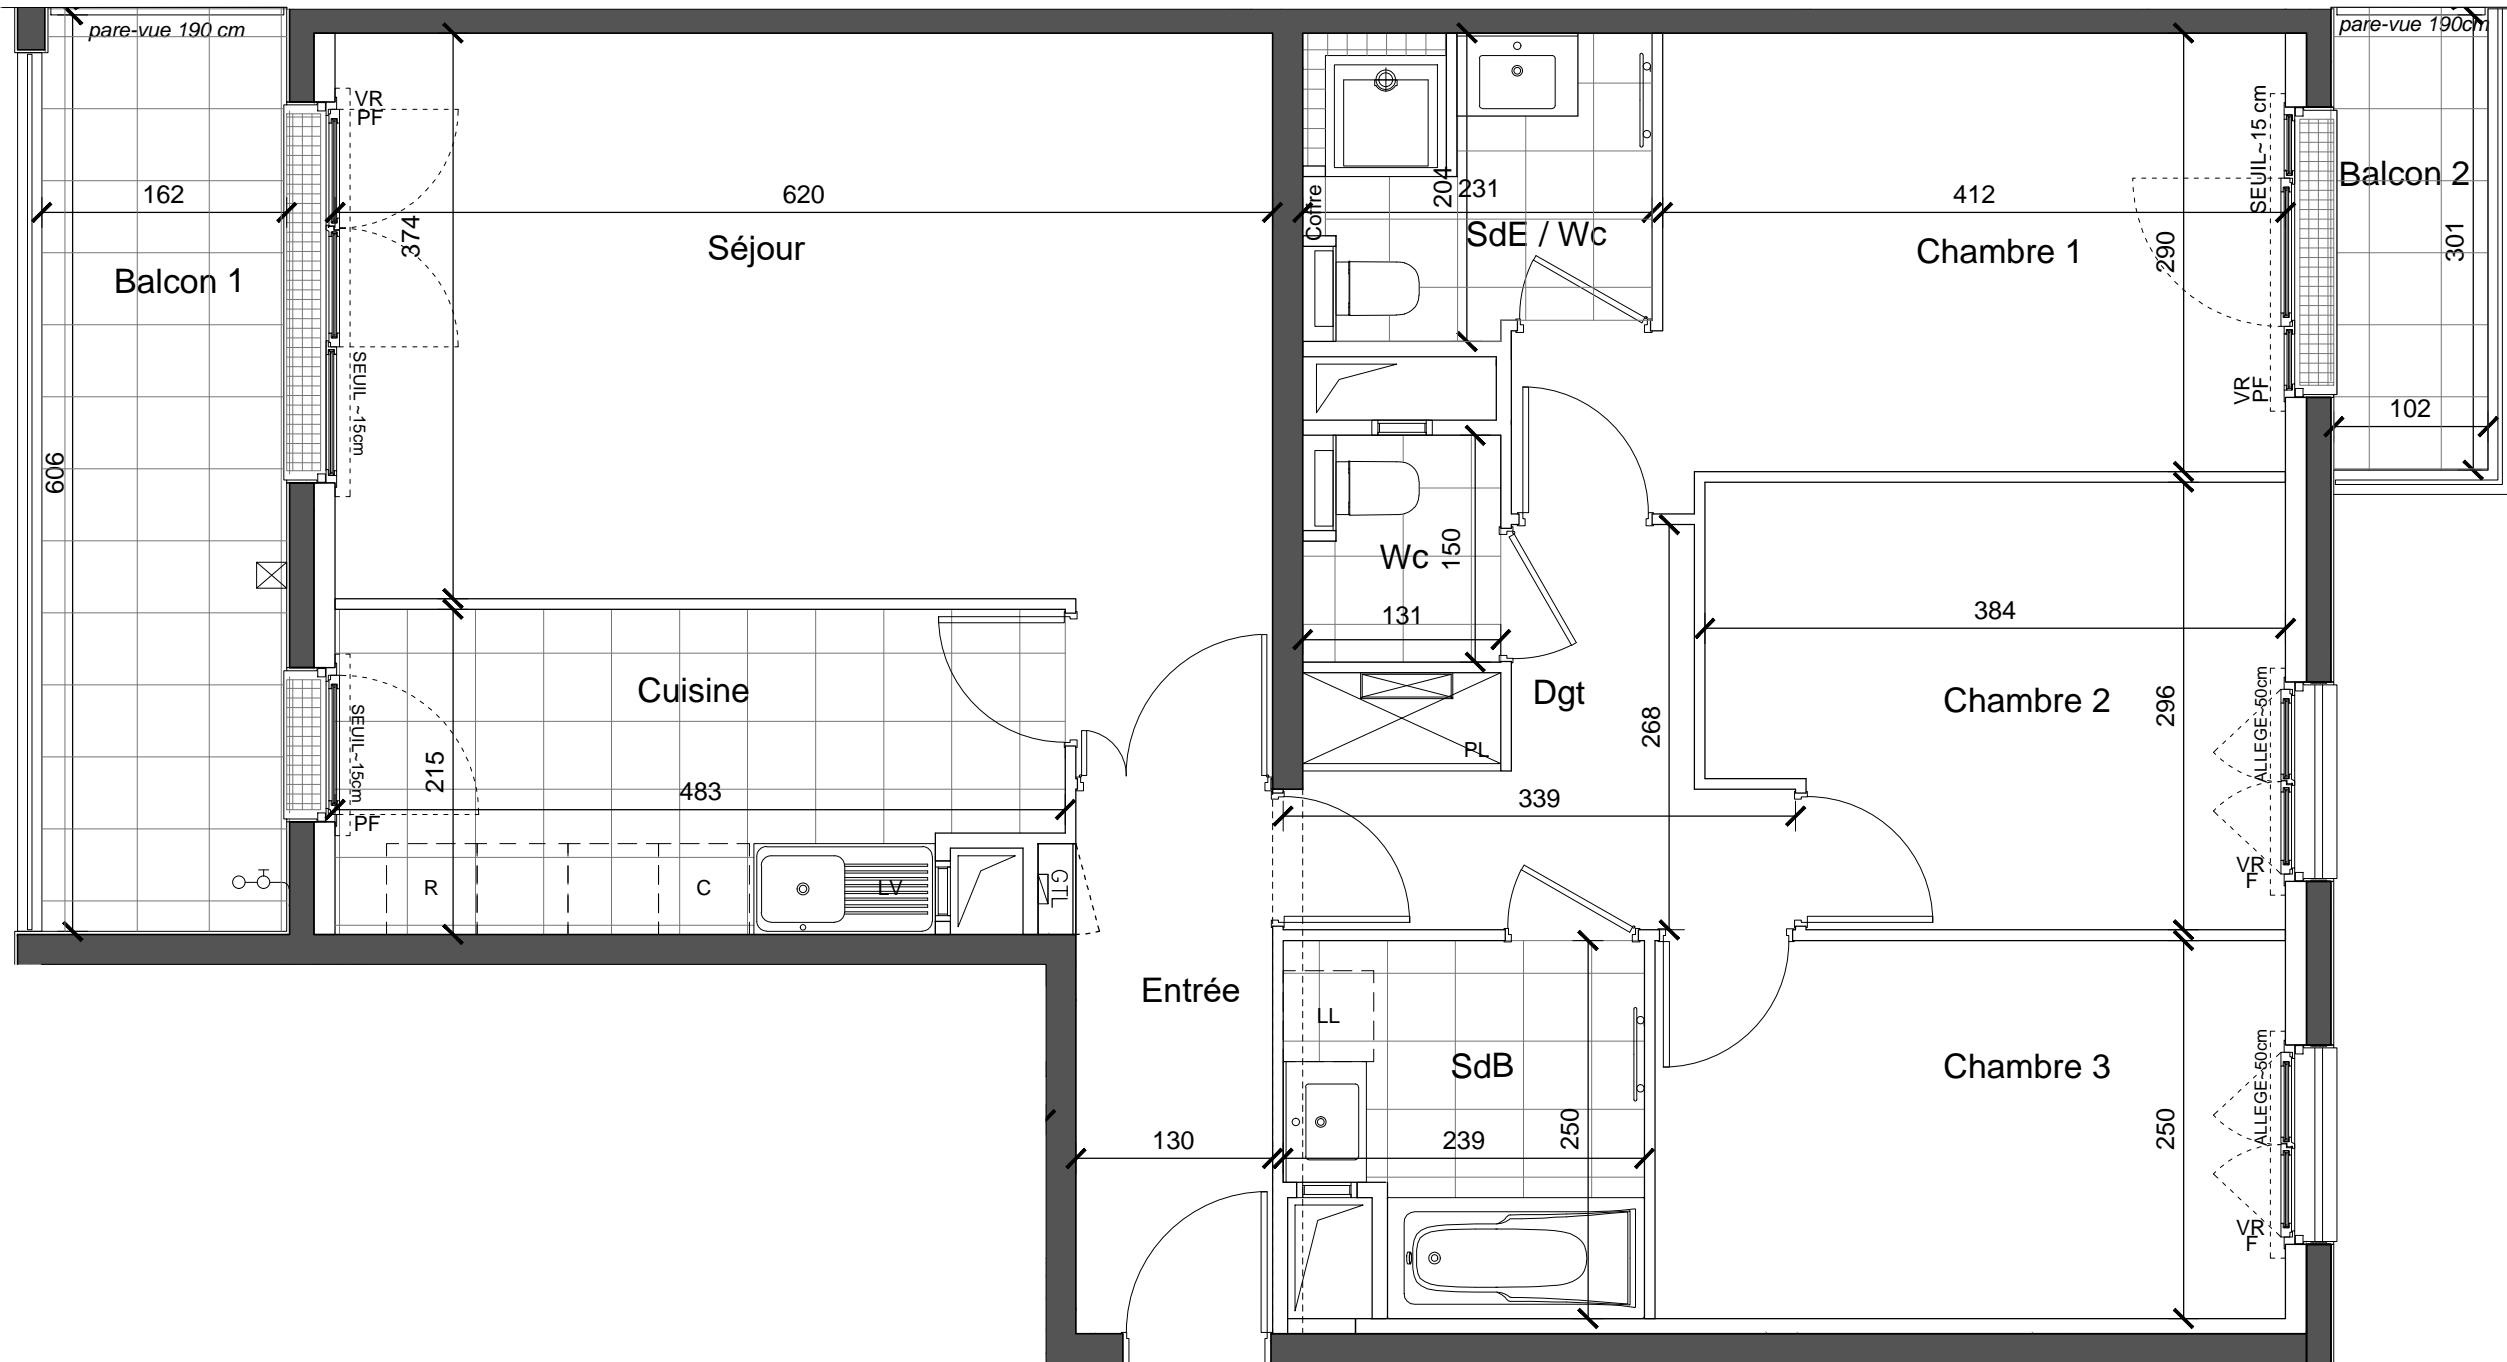 pare-vue 190 cm
pare-vue 190cm
VR
PF
SEUIL~15 cm
162
620
204
231
412
Balcon 2
Coffre
374
Séjour
SdE / Wc
Chambre 1
290
301
Balcon 1
SEUIL ~15cm
VR
PF
102
606
Wc
150
131
384
Cuisine
Dgt
Chambre 2
296
ALLEGE~50cm
SEUIL~15cm
215
268
PL
483
339
PF
R
C
LV
GTL
VR
F
Entrée
LL
SdB
Chambre 3
ALLEGE~50cm
130
239
250
250
VR
F